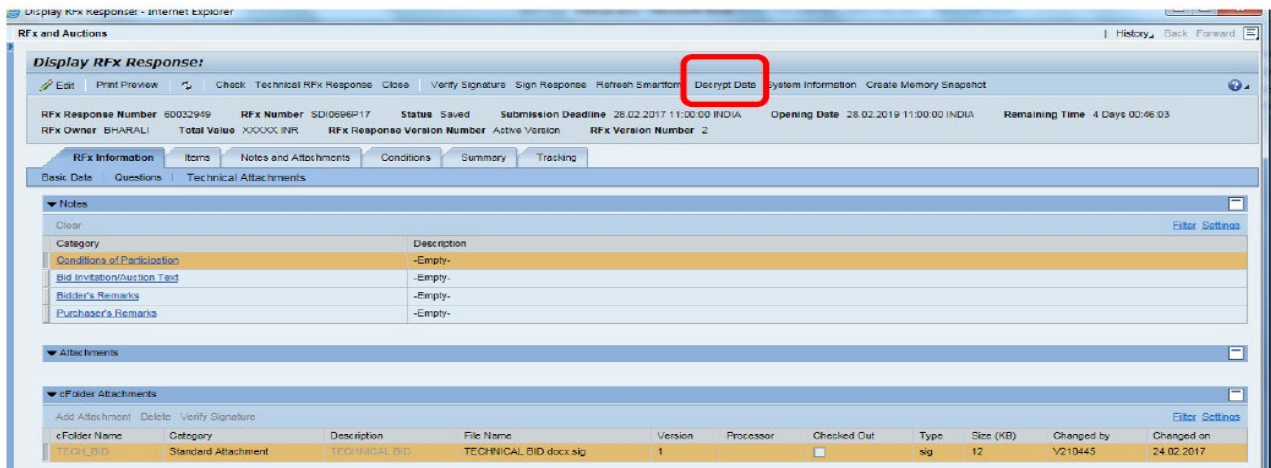 Display RFx Response: - Internet Explorer
RFx and Auctions | History Back Forward
Display RFx Response:
Edit | Print Preview | Check Technical RFx Response Close | Verify Signature Sign Response Refresh Smartform Decrypt Data System Information Create Memory Snapshot
RFx Response Number 60032949 RFx Number SDI0696P17 Status Saved Submission Deadline 28.02.2017 11:00:00 INDIA Opening Date 28.02.2019 11:00:00 INDIA Remaining Time 4 Days 00:46:03
RFx Owner BHARALI Total Value XXXXX INR RFx Response Version Number Active Version RFx Version Number 2
RFx Information Items Notes and Attachments Conditions Summary Tracking
Basic Data | Questions | Technical Attachments
Notes
Clear Filter Settings
Category Description
Conditions of Participation -Empty-
Bid Invitation/Auction Text -Empty-
Bidder's Remarks -Empty-
Purchaser's Remarks -Empty-
Attachments
cFolder Attachments
Add Attachment Delete Verify Signature Filter Settings
cFolder Name Category Description File Name Version Processor Checked Out Type Size (KB) Changed by Changed on
TECH_BID Standard Attachment TECHNICAL BID TECHNICAL BID.docx.sig 1 sig 12 V210445 24.02.2017